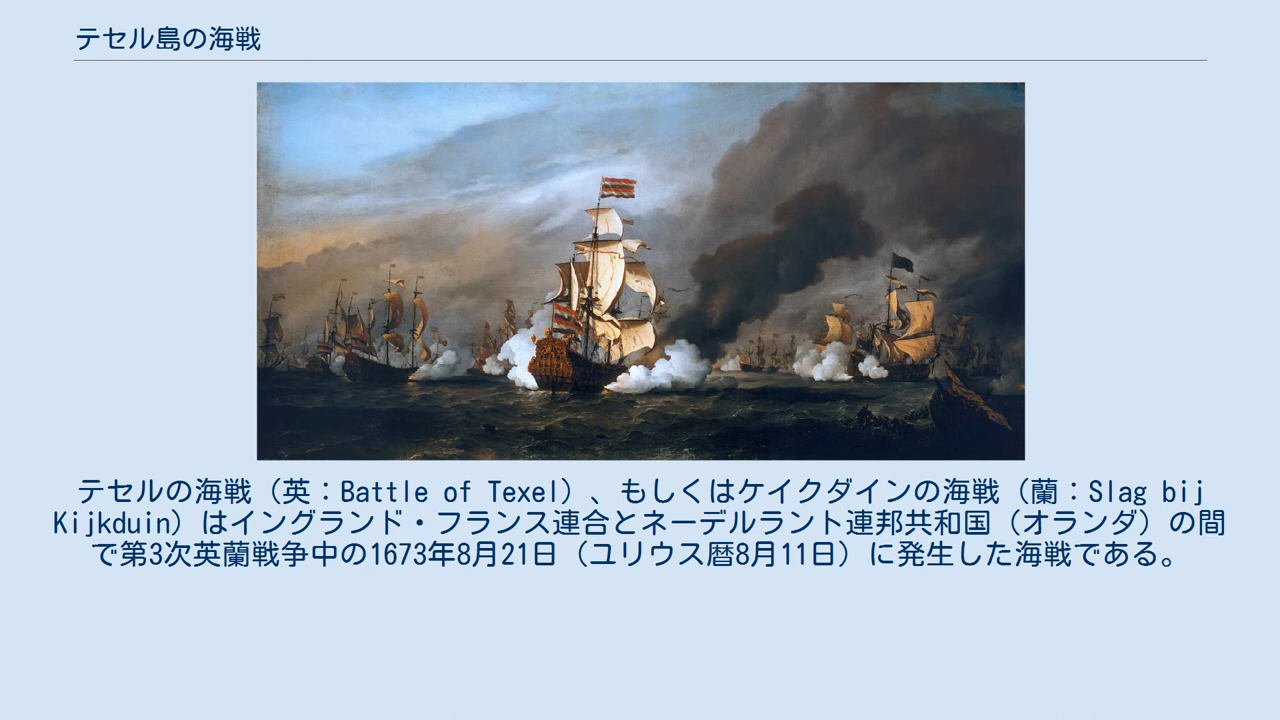 テセル島の海戦
テセルの海戦（英：Battle of Texel）、もしくはケイクダインの海戦（蘭：Slag bij
Kijkduin）はイングランド・フランス連合とネーデルラント連邦共和国（オランダ）の間
で第3次英蘭戦争中の1673年8月21日（ユリウス暦8月11日）に発生した海戦である。